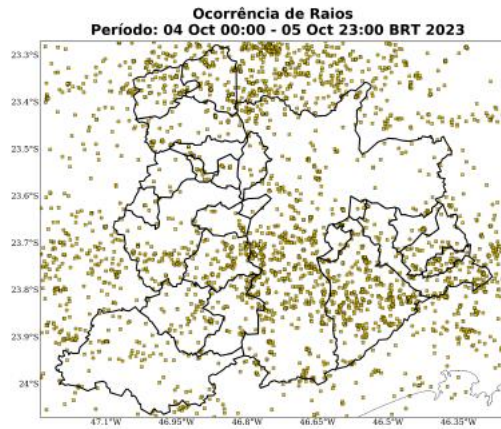 Ocorrência de Raios
Período: 04 Oct 00:00 - 05 Oct 23:00 BRT 2023
23.3°S
23.4°S
23.5°S
23.6°S
23.7°S
23.8°S
23.9°S
24°S
47.1°W 46.95°W 46.8°W 46.65°W 46.5°W 46.35°W